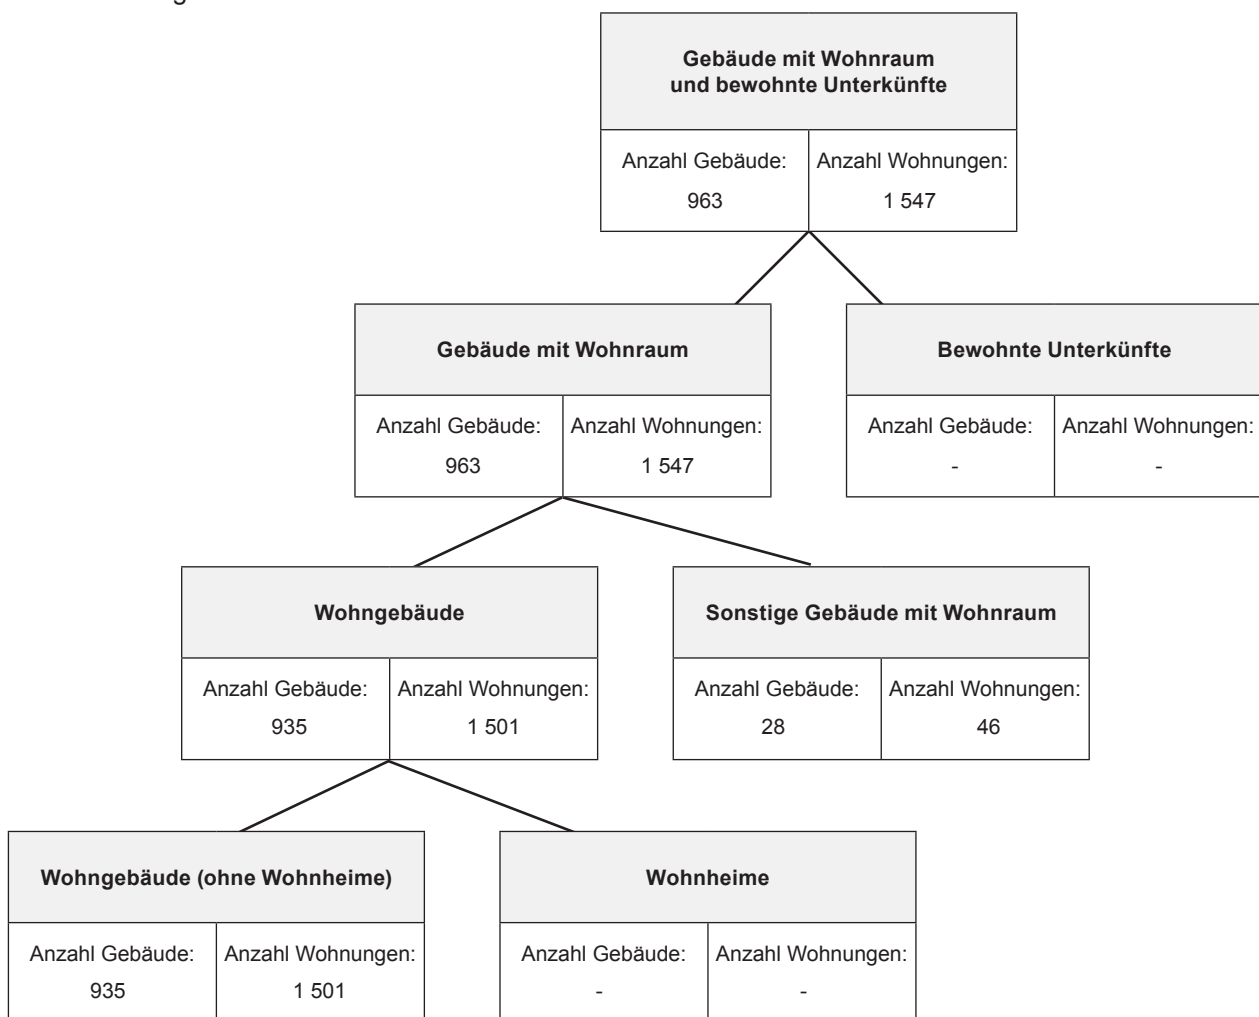 Gebäude mit Wohnraum
und bewohnte Unterkünfte
Anzahl Gebäude: Anzahl Wohnungen:
963 1 547
Gebäude mit Wohnraum
Anzahl Gebäude: Anzahl Wohnungen:
963 1 547
Bewohnte Unterkünfte
Anzahl Gebäude: Anzahl Wohnungen:
- -
Wohngebäude
Anzahl Gebäude: Anzahl Wohnungen:
935 1 501
Sonstige Gebäude mit Wohnraum
Anzahl Gebäude: Anzahl Wohnungen:
28 46
Wohngebäude (ohne Wohnheime)
Anzahl Gebäude: Anzahl Wohnungen:
935 1 501
Wohnheime
Anzahl Gebäude: Anzahl Wohnungen:
- -